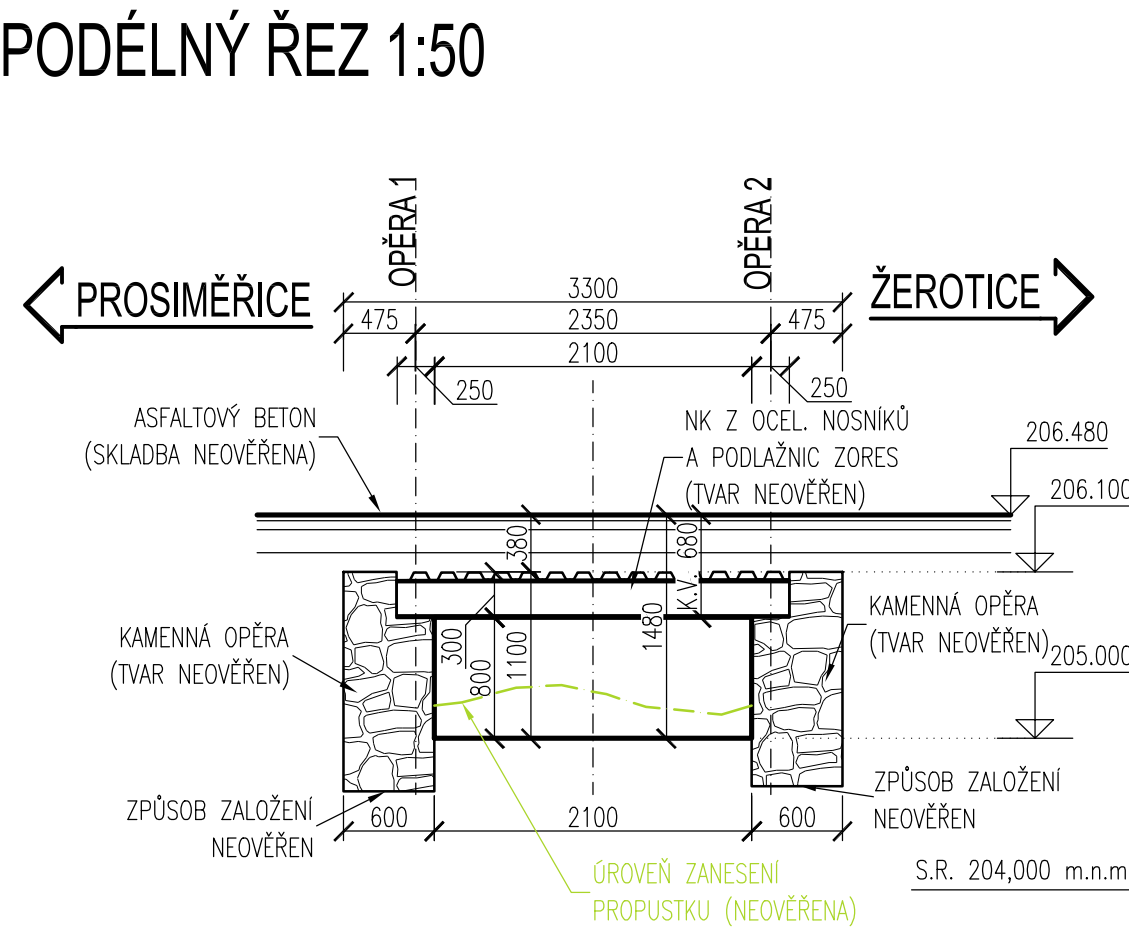 PODÉLNÝ ŘEZ 1:50
OPĚRA 1
OPĚRA 2
PROSIMĚŘICE
ŽEROTICE
3300
475
2350
475
2100
250
250
ASFALTOVÝ BETON
(SKLADBA NEOVĚŘENA)
NK Z OCEL. NOSNÍKŮ
A PODLAŽNIC ZORES
(TVAR NEOVĚŘEN)
206.480
206.100
380
K.V. 680
300
800
1100
1480
KAMENNÁ OPĚRA
(TVAR NEOVĚŘEN)
KAMENNÁ OPĚRA
(TVAR NEOVĚŘEN)
205.000
ZPŮSOB ZALOŽENÍ
NEOVĚŘEN
ZPŮSOB ZALOŽENÍ
NEOVĚŘEN
600
2100
600
ÚROVEŇ ZANESENÍ
PROPUSTKU (NEOVĚŘENA)
S.R. 204,000 m.n.m